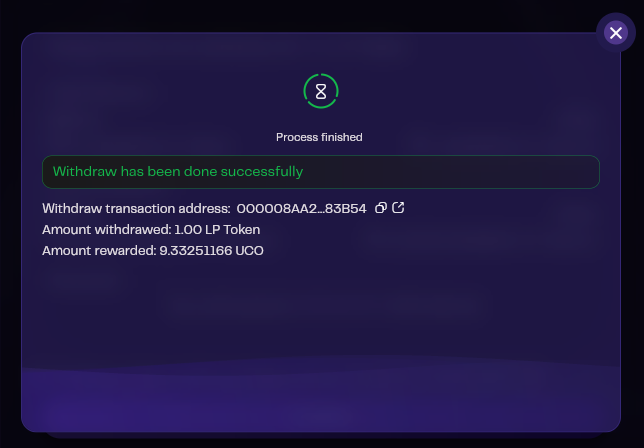 Process finished
Withdraw has been done successfully
Withdraw transaction address: 000008AA2...83B54
Amount withdrawed: 1.00 LP Token
Amount rewarded: 9.33251166 UCO